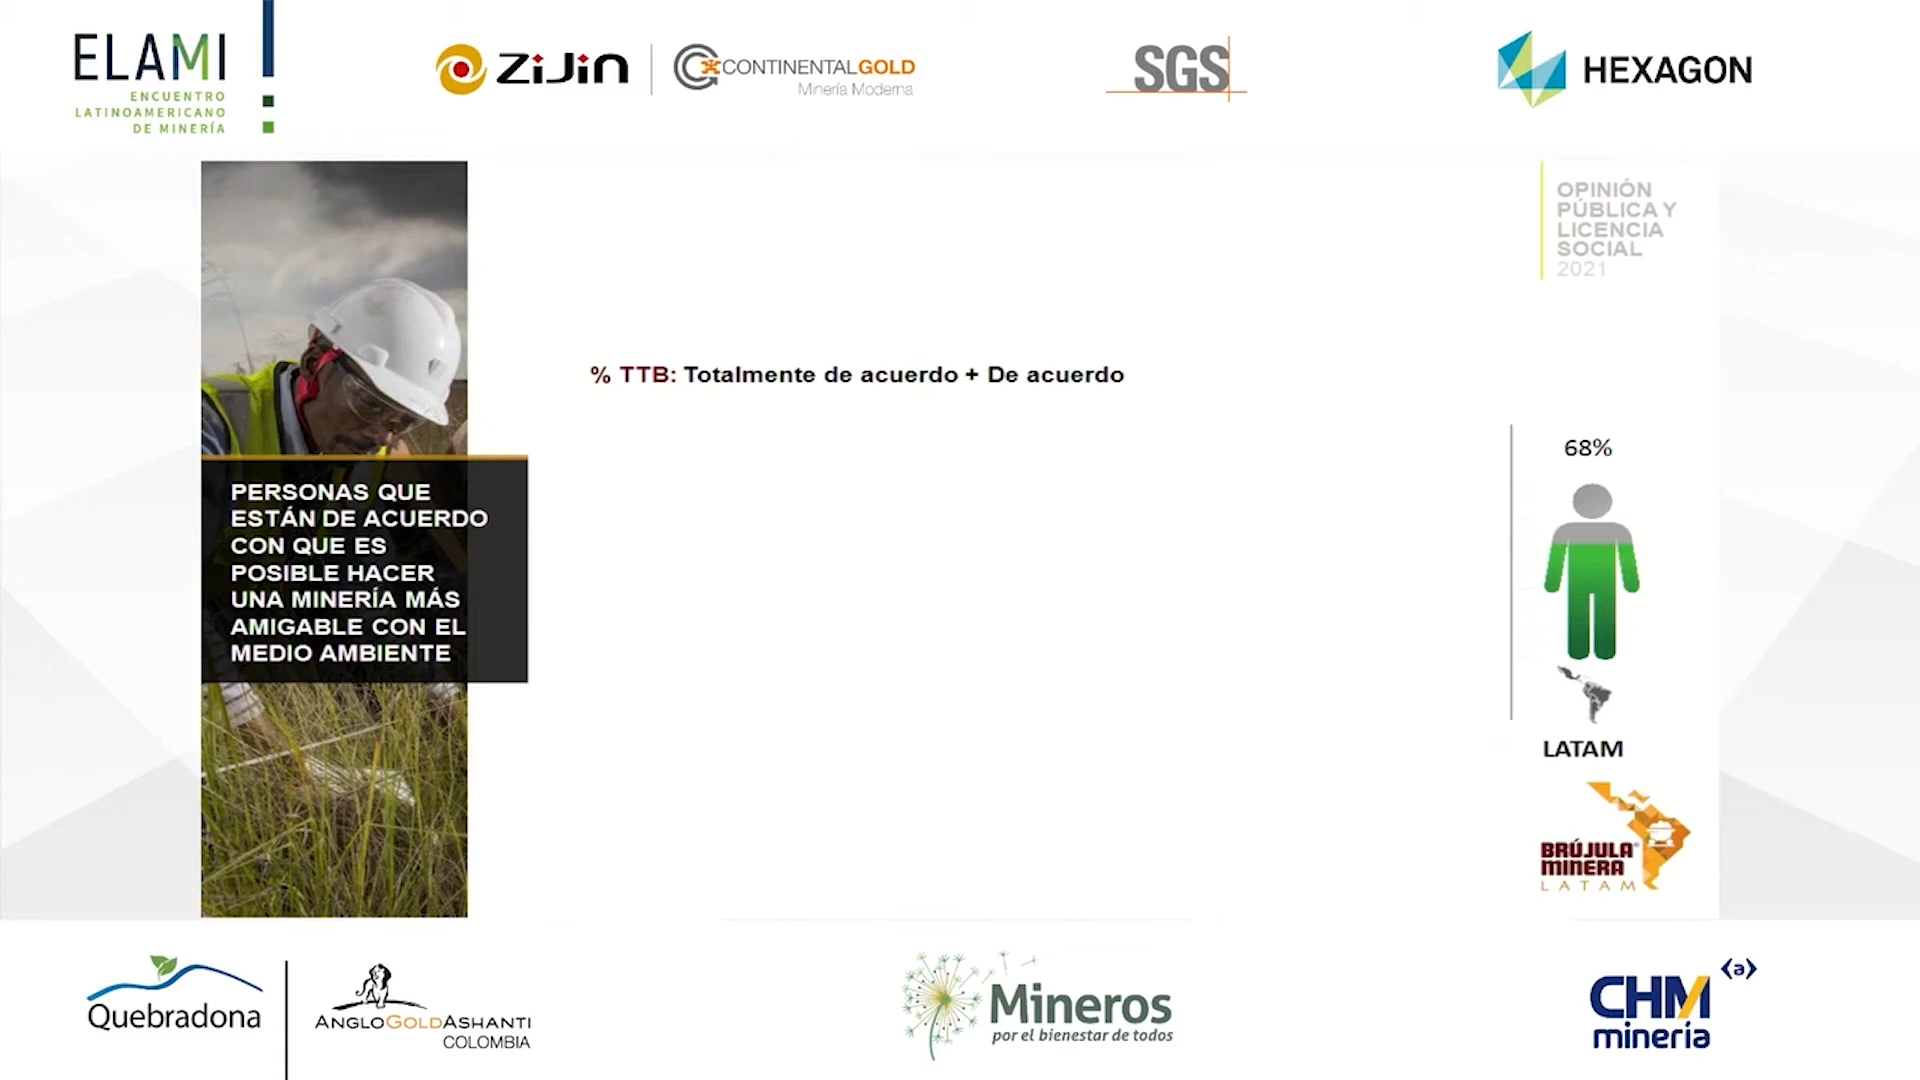 ELAMI
ENCUENTRO
LATINOAMERICANO
DE MINERÍA
ZiJin
CONTINENTALGOLD
Minería Moderna
SGS
HEXAGON
OPINIÓN
PÚBLICA Y
LICENCIA
SOCIAL
2021
% TTB: Totalmente de acuerdo + De acuerdo
68%
PERSONAS QUE
ESTÁN DE ACUERDO
CON QUE ES
POSIBLE HACER
UNA MINERÍA MÁS
AMIGABLE CON EL
MEDIO AMBIENTE
LATAM
BRÚJULA
MINERA
LATAM
Quebradona
ANGLOGOLDASHANTI
COLOMBIA
Mineros
por el bienestar de todos
CHM
minería
(a)